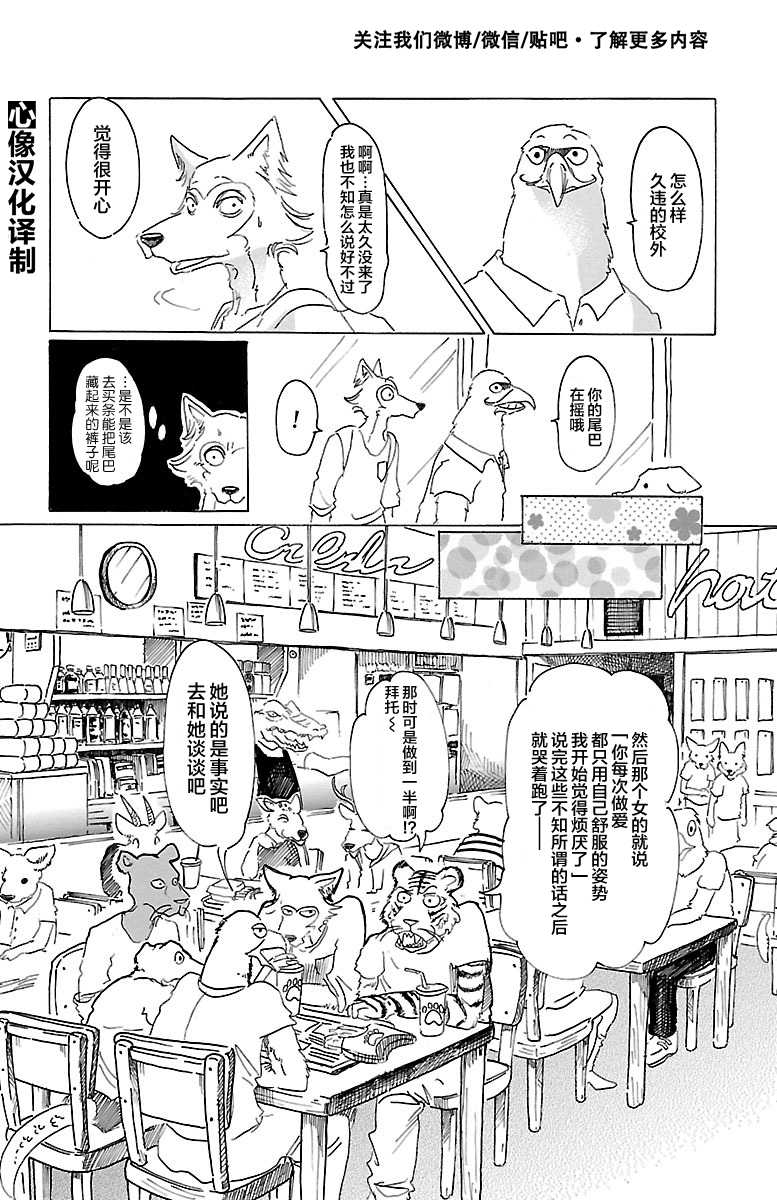 关注我们微博/微信/贴吧•了解更多内容
心像汉化译制
怎么样
久违的校外
啊啊…真是太久没来了
我也不知怎么说好不过
觉得很开心
你的尾巴
在摇哦
！
…是不是该
去买条能把尾巴
藏起来的裤子呢
然后那个女的就说
「你每次做爱
都只用自己舒服的姿势
我开始觉得烦厌了」
说完这些不知所谓的话之后
就哭着跑了——
那时可是做到
一半啊!?
拜托～
她说的是事实吧
去和她谈谈吧